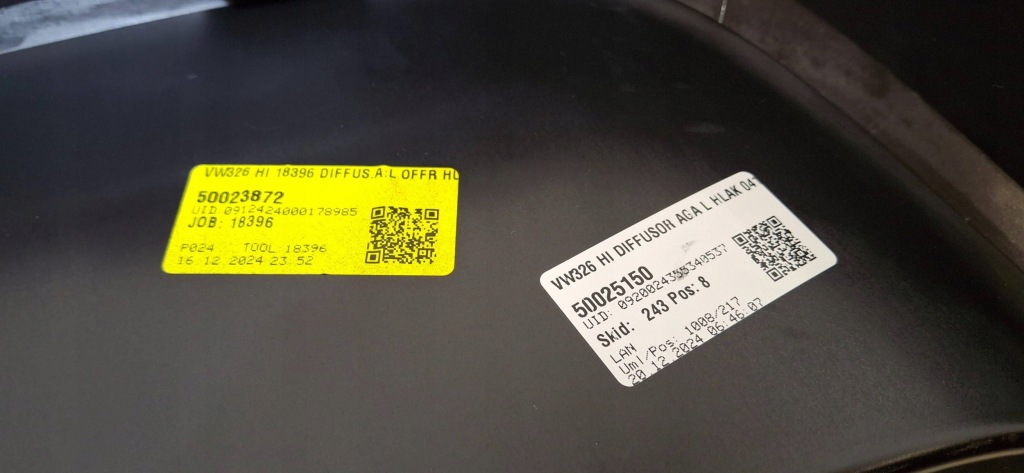 VW326 HI 18396 DIFFUS.A.L OFFR
50023872
UID 0912424000178985
JOB: 18396
P024 TOOL 18396
16.12.2024 23.52
VW326 HI DIFFUSOR AGA L HLAK 04
50025150
UID:
Skid: 243 Pos: 8
LAN
Uml/Pos: 1008/217
20.12.2024 06:46:07